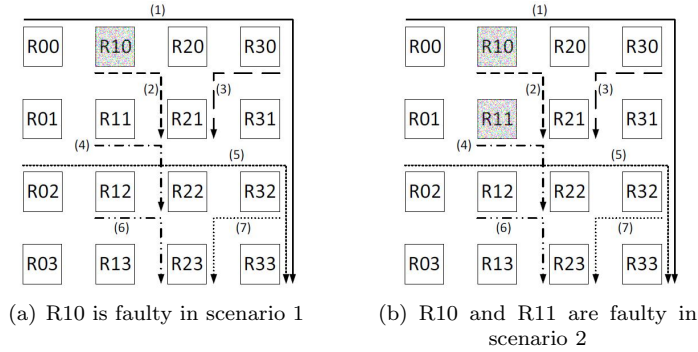 (1) (1)
R00 R10 R20 R30 R00 R10 R20 R30
(2) (3) (2) (3)
R01 R11 R21 R31 R01 R11 R21 R31
(4) (5) (4) (5)
R02 R12 R22 R32 R02 R12 R22 R32
(6) (7) (6) (7)
R03 R13 R23 R33 R03 R13 R23 R33
(a) R10 is faulty in scenario 1
(b) R10 and R11 are faulty in
scenario 2